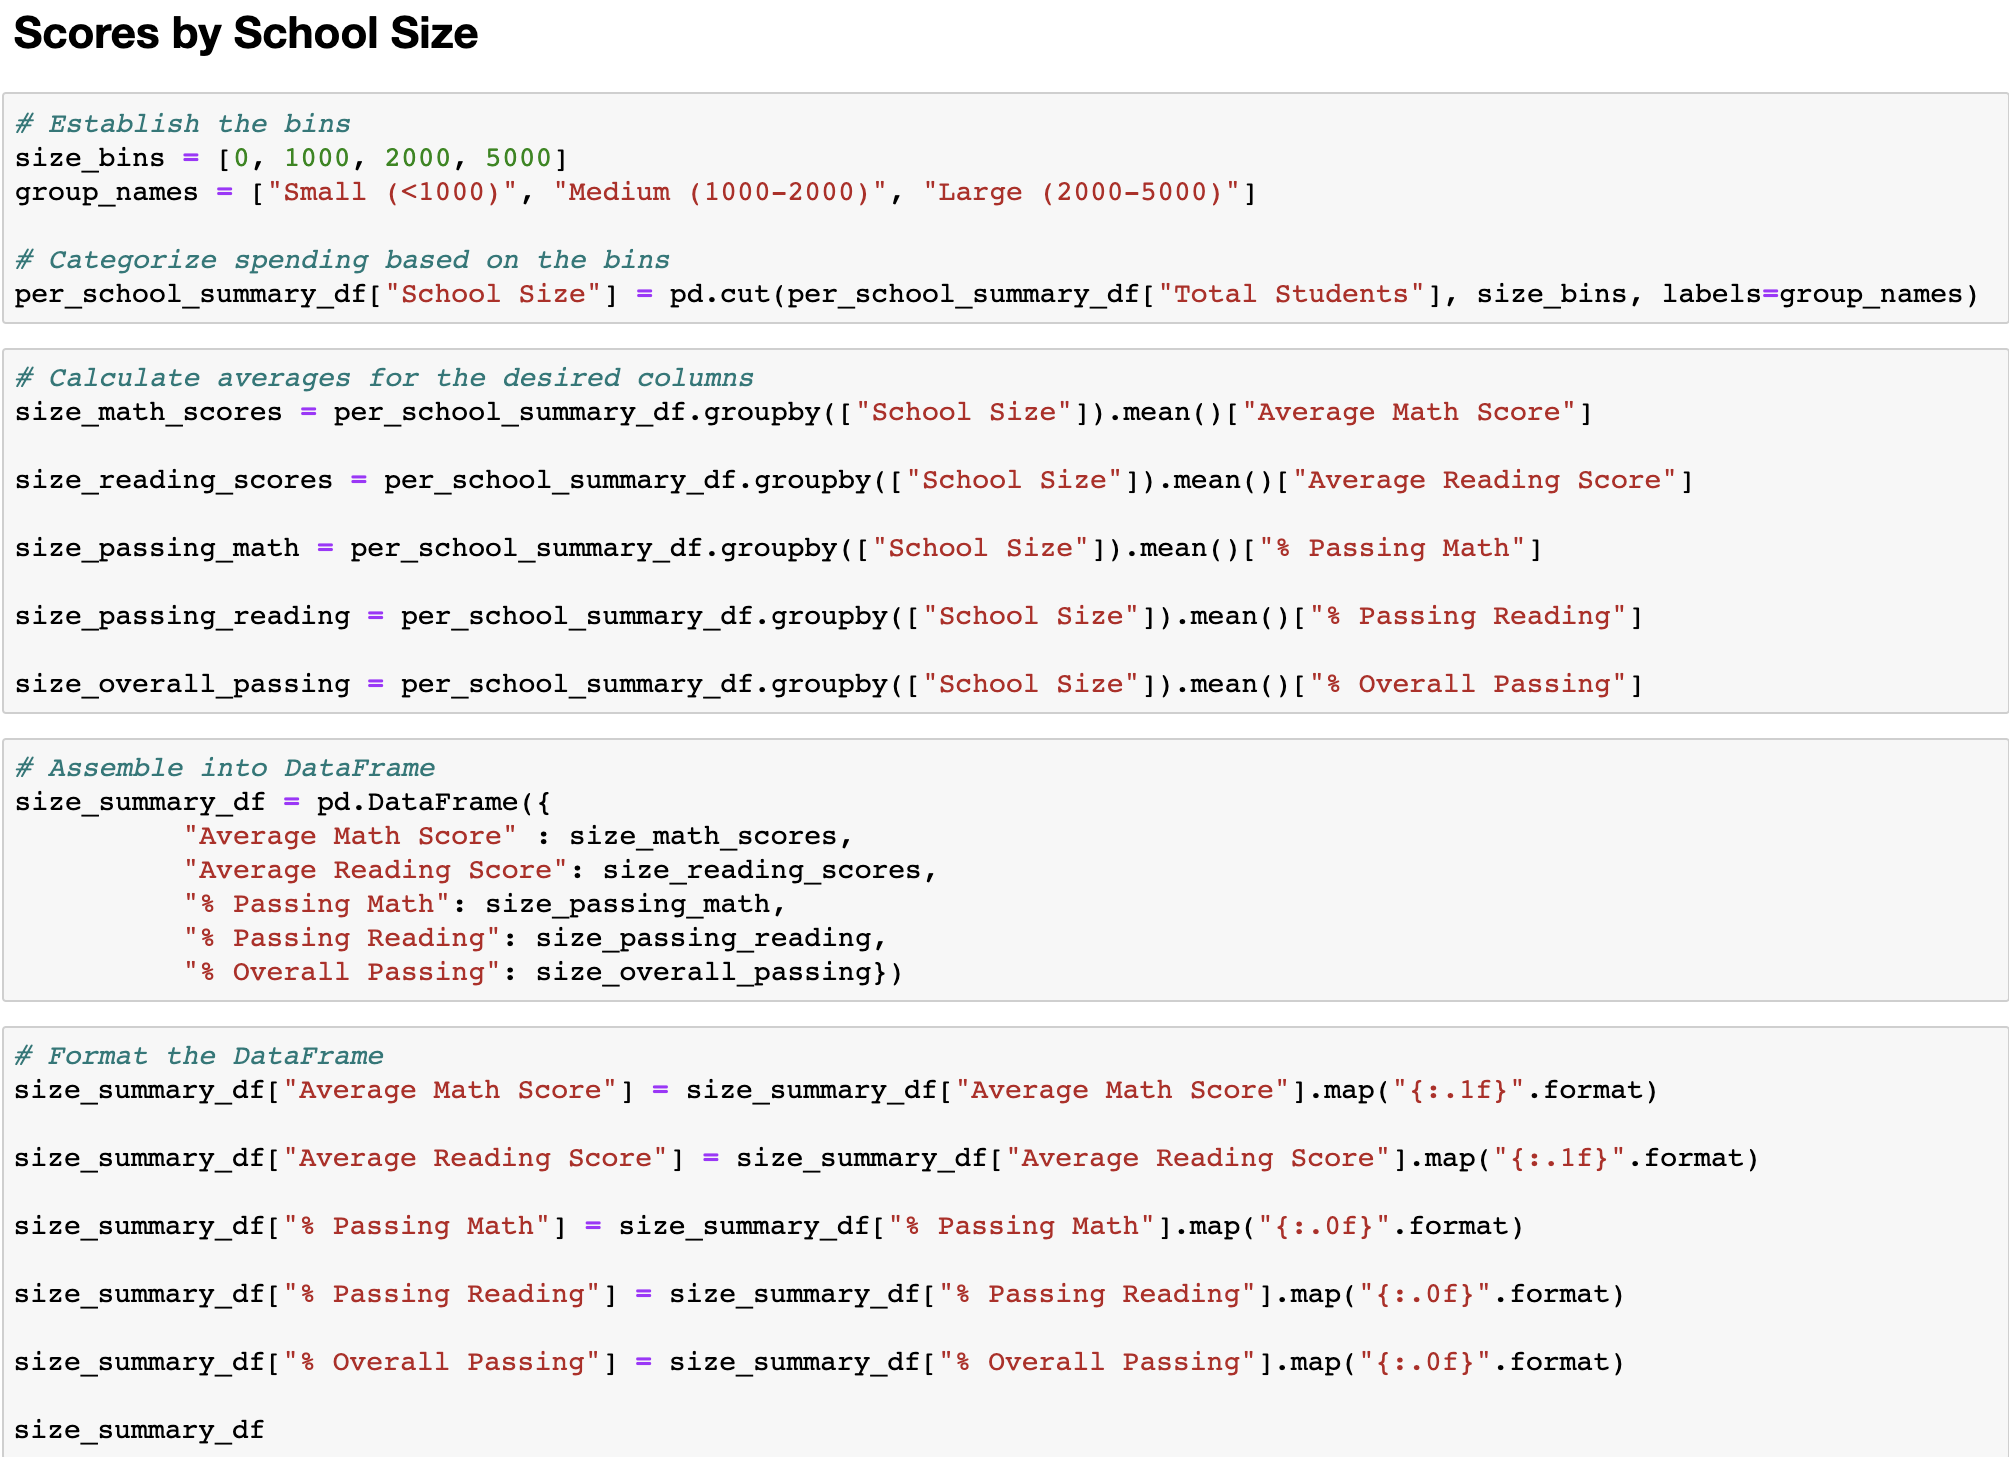 Scores by School Size
# Establish the bins
size_bins = [0, 1000, 2000, 5000]
group_names = ["Small (<1000)", "Medium (1000-2000)", "Large (2000-5000)"]
# Categorize spending based on the bins
per_school_summary_df["School Size"] = pd.cut(per_school_summary_df["Total Students"], size_bins, labels=group_names)
# Calculate averages for the desired columns
size_math_scores = per_school_summary_df.groupby(["School Size"]).mean()["Average Math Score"]
size_reading_scores = per_school_summary_df.groupby(["School Size"]).mean()["Average Reading Score"]
size_passing_math = per_school_summary_df.groupby(["School Size"]).mean()["% Passing Math"]
size_passing_reading = per_school_summary_df.groupby(["School Size"]).mean()["% Passing Reading"]
size_overall_passing = per_school_summary_df.groupby(["School Size"]).mean()["% Overall Passing"]
# Assemble into DataFrame
size_summary_df = pd.DataFrame({
"Average Math Score" : size_math_scores,
"Average Reading Score": size_reading_scores,
"% Passing Math": size_passing_math,
"% Passing Reading": size_passing_reading,
"% Overall Passing": size_overall_passing})
# Format the DataFrame
size_summary_df["Average Math Score"] = size_summary_df["Average Math Score"].map("{:.1f}".format)
size_summary_df["Average Reading Score"] = size_summary_df["Average Reading Score"].map("{:.1f}".format)
size_summary_df["% Passing Math"] = size_summary_df["% Passing Math"].map("{:.0f}".format)
size_summary_df["% Passing Reading"] = size_summary_df["% Passing Reading"].map("{:.0f}".format)
size_summary_df["% Overall Passing"] = size_summary_df["% Overall Passing"].map("{:.0f}".format)
size_summary_df